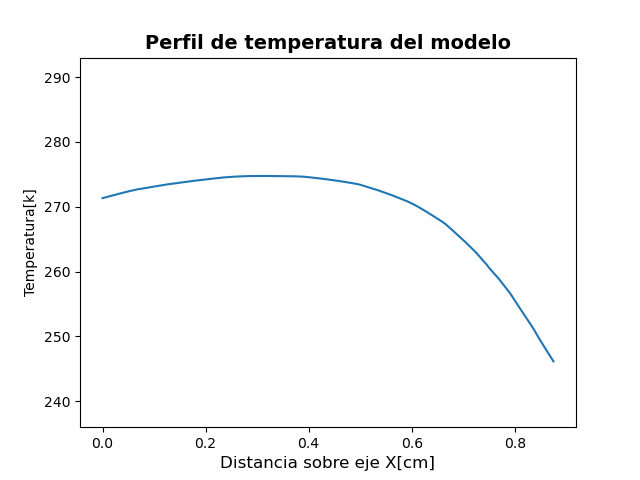 Perfil de temperatura del modelo
Temperatura[k]
290
280
270
260
250
240
0.0 0.2 0.4 0.6 0.8
Distancia sobre eje X[cm]